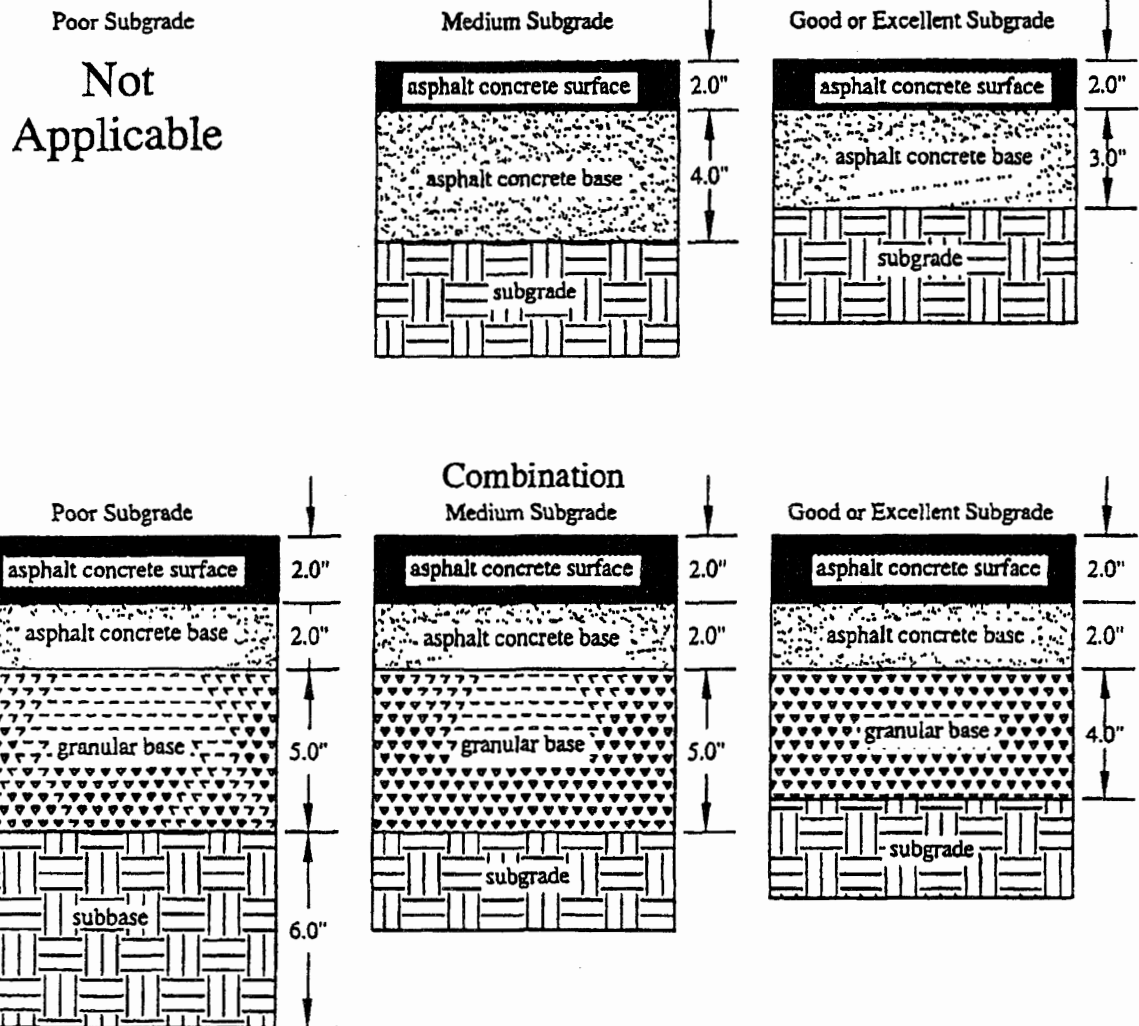 Poor Subgrade
Not
Applicable
Medium Subgrade
asphalt concrete surface
2.0"
asphalt concrete base
4.0"
subgrade
Good or Excellent Subgrade
asphalt concrete surface
2.0"
asphalt concrete base
3.0"
subgrade
Combination
Poor Subgrade
asphalt concrete surface
2.0"
asphalt concrete base
2.0"
granular base
5.0"
subbase
6.0"
Medium Subgrade
asphalt concrete surface
2.0"
asphalt concrete base
2.0"
granular base
5.0"
subgrade
Good or Excellent Subgrade
asphalt concrete surface
2.0"
asphalt concrete base
2.0"
granular base
4.0"
subgrade